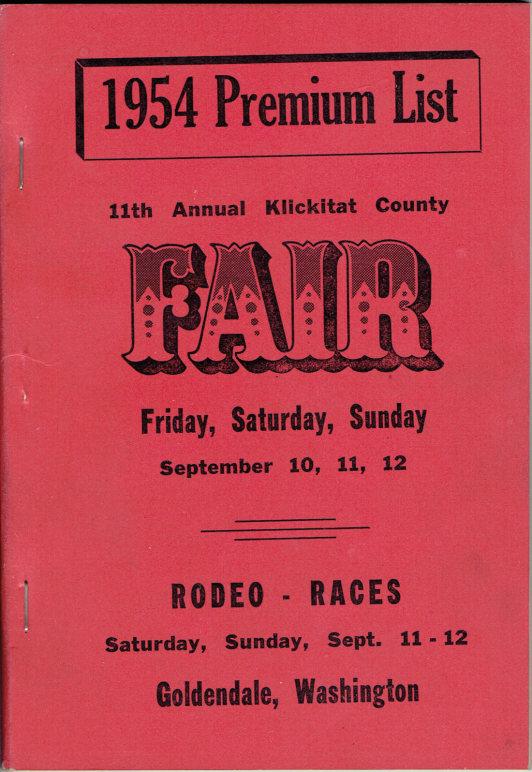 1954 Premium List
11th Annual Klickitat County
FAIR
Friday, Saturday, Sunday
September 10, 11, 12
RODEO - RACES
Saturday, Sunday, Sept. 11 - 12
Goldendale, Washington